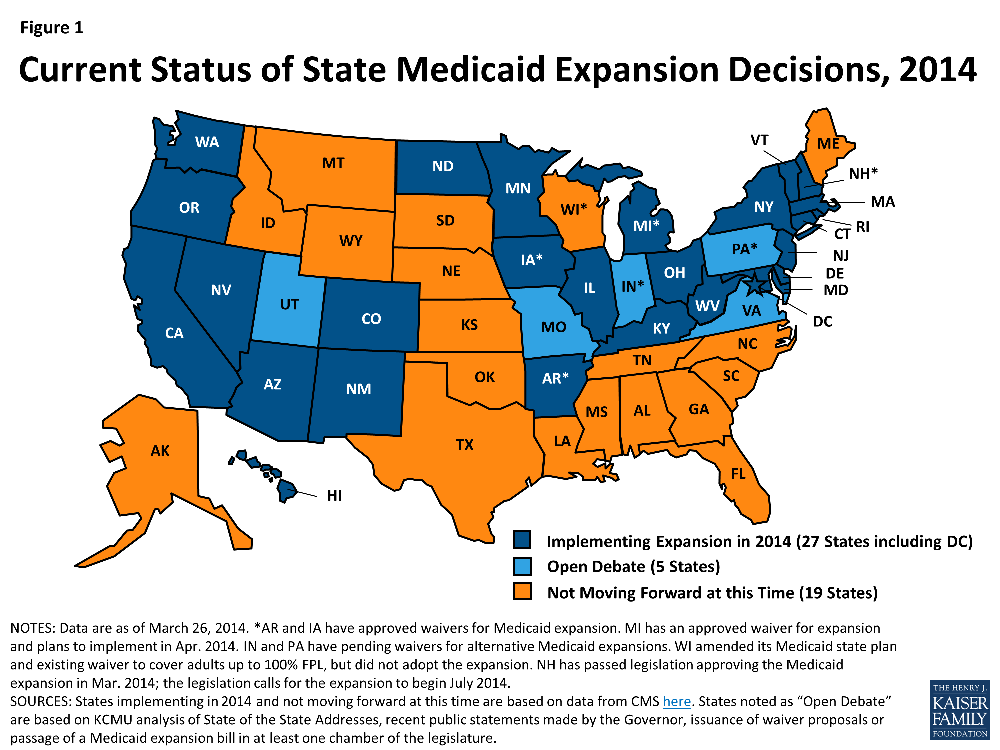 Figure 1
Current Status of State Medicaid Expansion Decisions, 2014
WA
MT
ND
MN
VT
ME
NH*
OR
ID
SD
WI*
MI*
NY
MA
RI
CT
WY
IA*
PA*
NJ
NE
OH
DE
NV
UT
IL
IN*
MD
CO
WV
VA
DC
CA
KS
MO
KY
NC
TN
AZ
NM
OK
AR*
SC
MS
AL
GA
AK
TX
LA
FL
HI
Implementing Expansion in 2014 (27 States including DC)
Open Debate (5 States)
Not Moving Forward at this Time (19 States)
NOTES: Data are as of March 26, 2014. *AR and IA have approved waivers for Medicaid expansion. MI has an approved waiver for expansion
and plans to implement in Apr. 2014. IN and PA have pending waivers for alternative Medicaid expansions. WI amended its Medicaid state plan
and existing waiver to cover adults up to 100% FPL, but did not adopt the expansion. NH has passed legislation approving the Medicaid
expansion in Mar. 2014; the legislation calls for the expansion to begin July 2014.
SOURCES: States implementing in 2014 and not moving forward at this time are based on data from CMS here. States noted as “Open Debate”
are based on KCMU analysis of State of the State Addresses, recent public statements made by the Governor, issuance of waiver proposals or
passage of a Medicaid expansion bill in at least one chamber of the legislature.
THE HENRY J.
KAISER
FAMILY
FOUNDATION